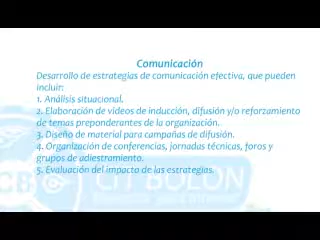 Comunicación
Desarrollo de estrategias de comunicación efectiva, que pueden
incluir:
1. Análisis situacional.
2. Elaboración de videos de inducción, difusión y/o reforzamiento
de temas preponderantes de la organización.
3. Diseño de material para campañas de difusión.
4. Organización de conferencias, jornadas técnicas, foros y
grupos de adiestramiento.
5. Evaluación del impacto de las estrategias.